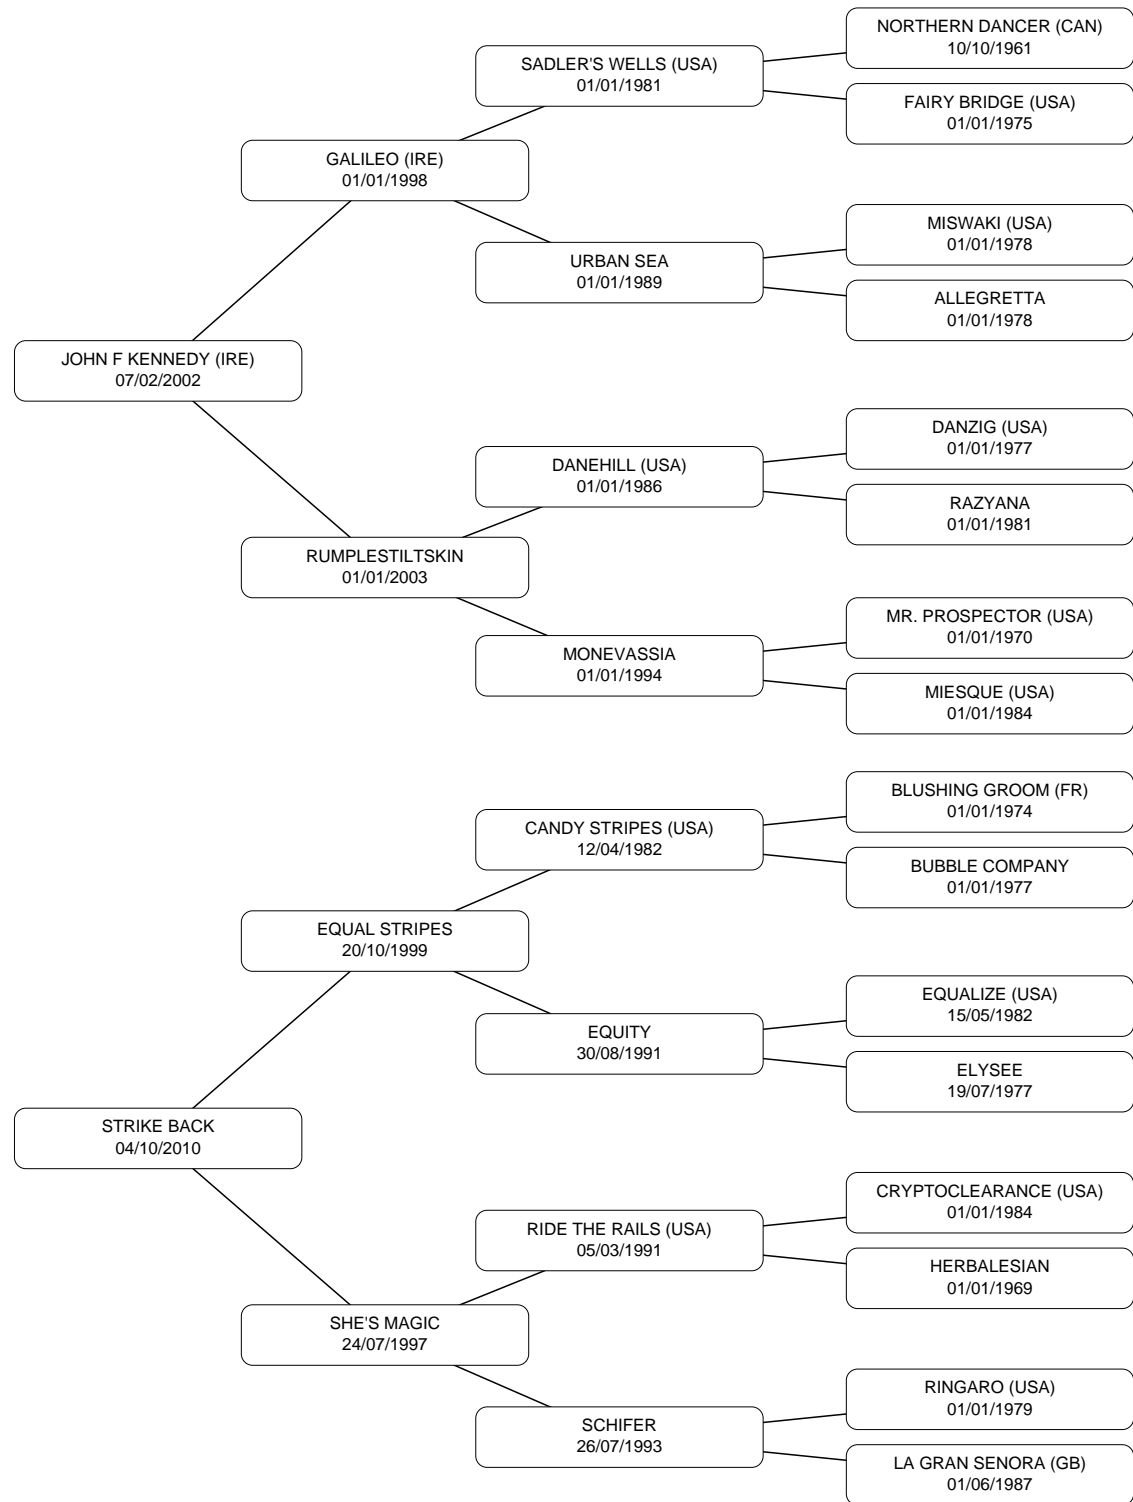 NORTHERN DANCER (CAN)
10/10/1961
SADLER'S WELLS (USA)
01/01/1981
FAIRY BRIDGE (USA)
01/01/1975
GALILEO (IRE)
01/01/1998
MISWAKI (USA)
01/01/1978
URBAN SEA
01/01/1989
ALLEGRETTA
01/01/1978
JOHN F KENNEDY (IRE)
07/02/2002
DANZIG (USA)
01/01/1977
DANEHILL (USA)
01/01/1986
RAZYANA
01/01/1981
RUMPLESTILTSKIN
01/01/2003
MR. PROSPECTOR (USA)
01/01/1970
MONEVASSIA
01/01/1994
MIESQUE (USA)
01/01/1984
BLUSHING GROOM (FR)
01/01/1974
CANDY STRIPES (USA)
12/04/1982
BUBBLE COMPANY
01/01/1977
EQUAL STRIPES
20/10/1999
EQUALIZE (USA)
15/05/1982
EQUITY
30/08/1991
ELYSEE
19/07/1977
STRIKE BACK
04/10/2010
CRYPTOCLEARANCE (USA)
01/01/1984
RIDE THE RAILS (USA)
05/03/1991
HERBALESIAN
01/01/1969
SHE'S MAGIC
24/07/1997
RINGARO (USA)
01/01/1979
SCHIFER
26/07/1993
LA GRAN SENORA (GB)
01/06/1987